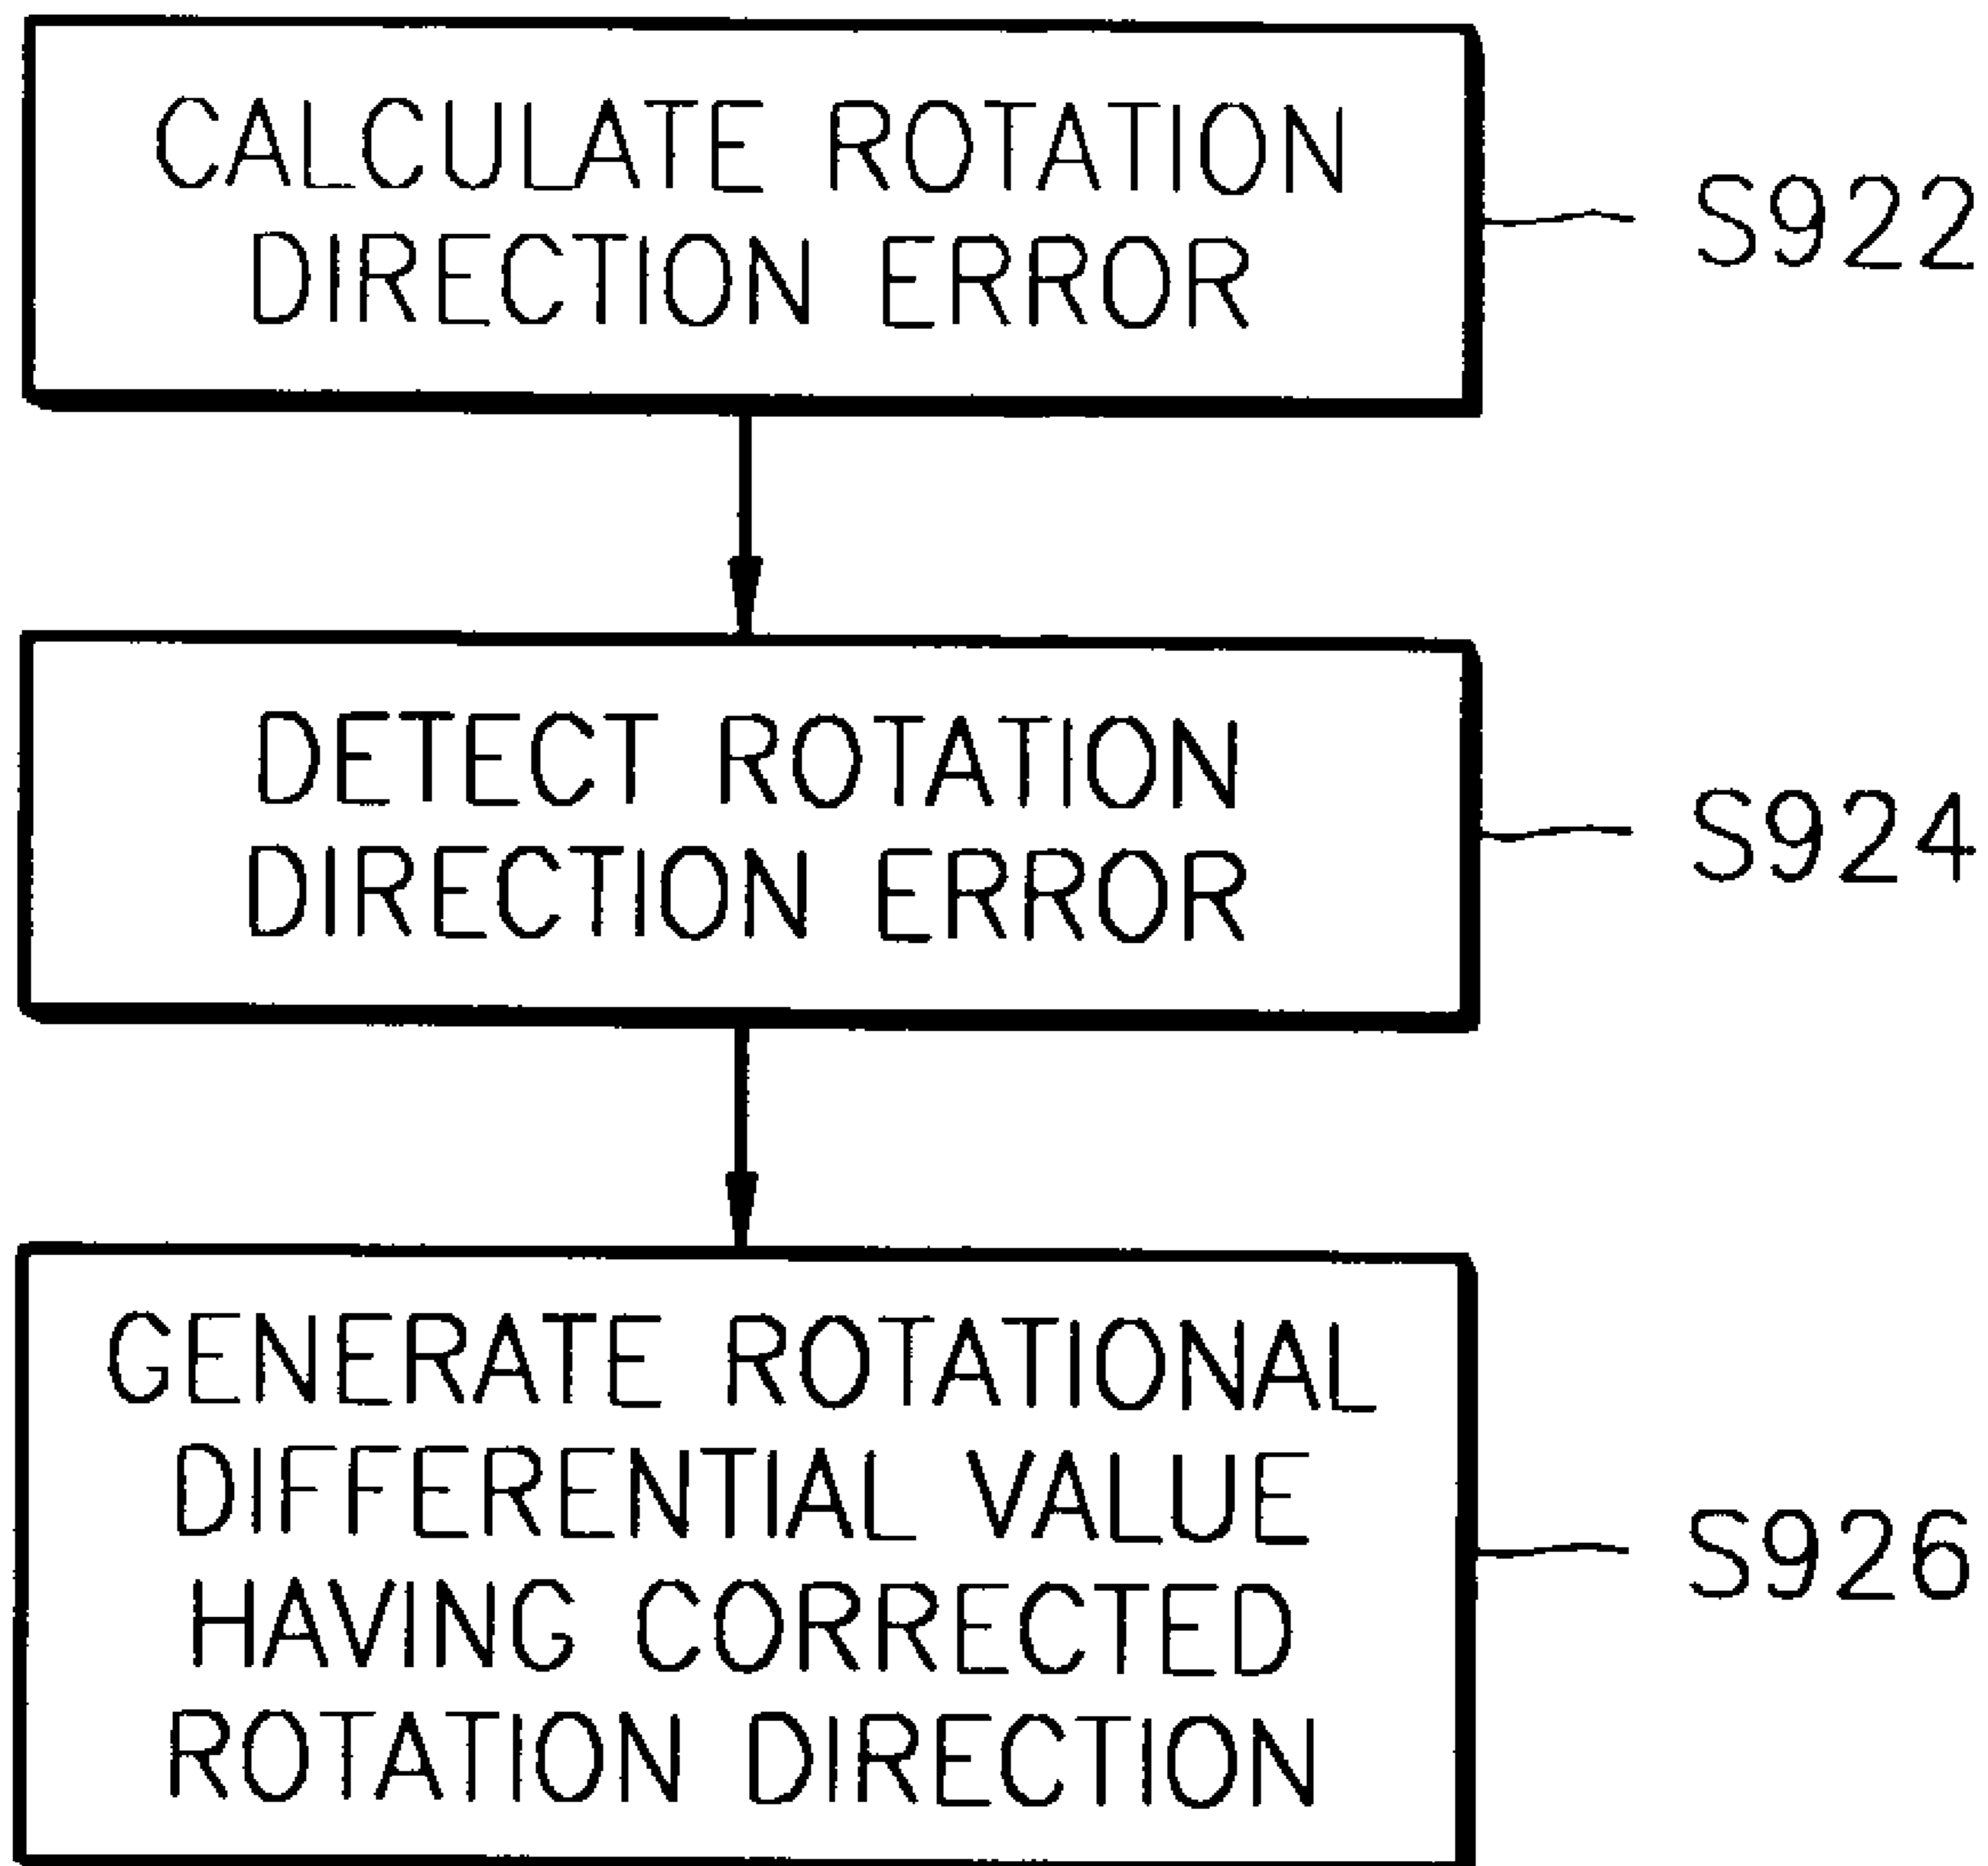 CALCULATE ROTATION
DIRECTION ERROR
S922
DETECT ROTATION
DIRECTION ERROR
S924
GENERATE ROTATIONAL
DIFFERENTIAL VALUE
HAVING CORRECTED
ROTATION DIRECTION
S926